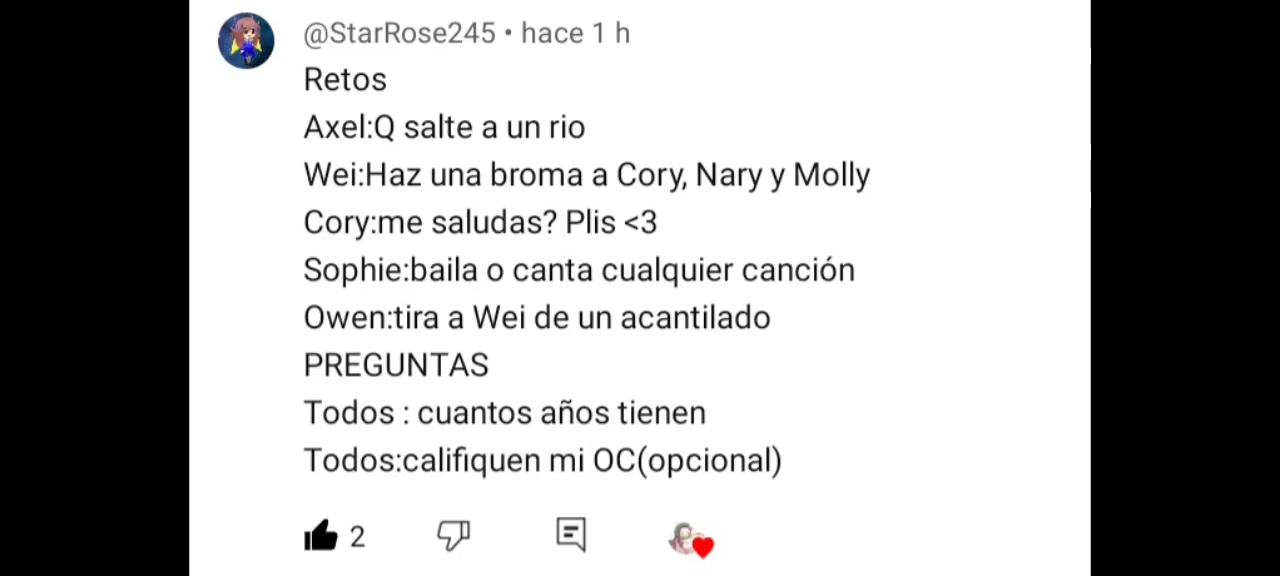 @StarRose245 • hace 1 h
Retos
Axel:Q salte a un rio
Wei:Haz una broma a Cory, Nary y Molly
Cory:me saludas? Plis <3
Sophie:baila o canta cualquier canción
Owen:tira a Wei de un acantilado
PREGUNTAS
Todos : cuantos años tienen
Todos:califiquen mi OC(opcional)
2